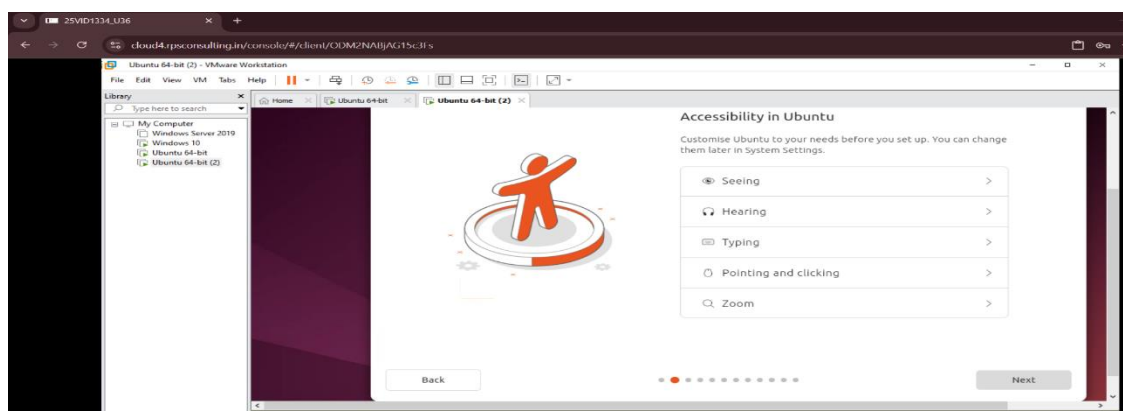 25VID1334_U36
cloud4.rpsconsulting.in/console/#/client/ODM2NABjAG15c3Fs
Ubuntu 64-bit (2) - VMware Workstation
File Edit View VM Tabs Help
Library
Type here to search
Home
Ubuntu 64-bit
Ubuntu 64-bit (2)
My Computer
Windows Server 2019
Windows 10
Ubuntu 64-bit
Ubuntu 64-bit (2)
Accessibility in Ubuntu
Customise Ubuntu to your needs before you set up. You can change
them later in System Settings.
Seeing
Hearing
Typing
Pointing and clicking
Zoom
Back
Next